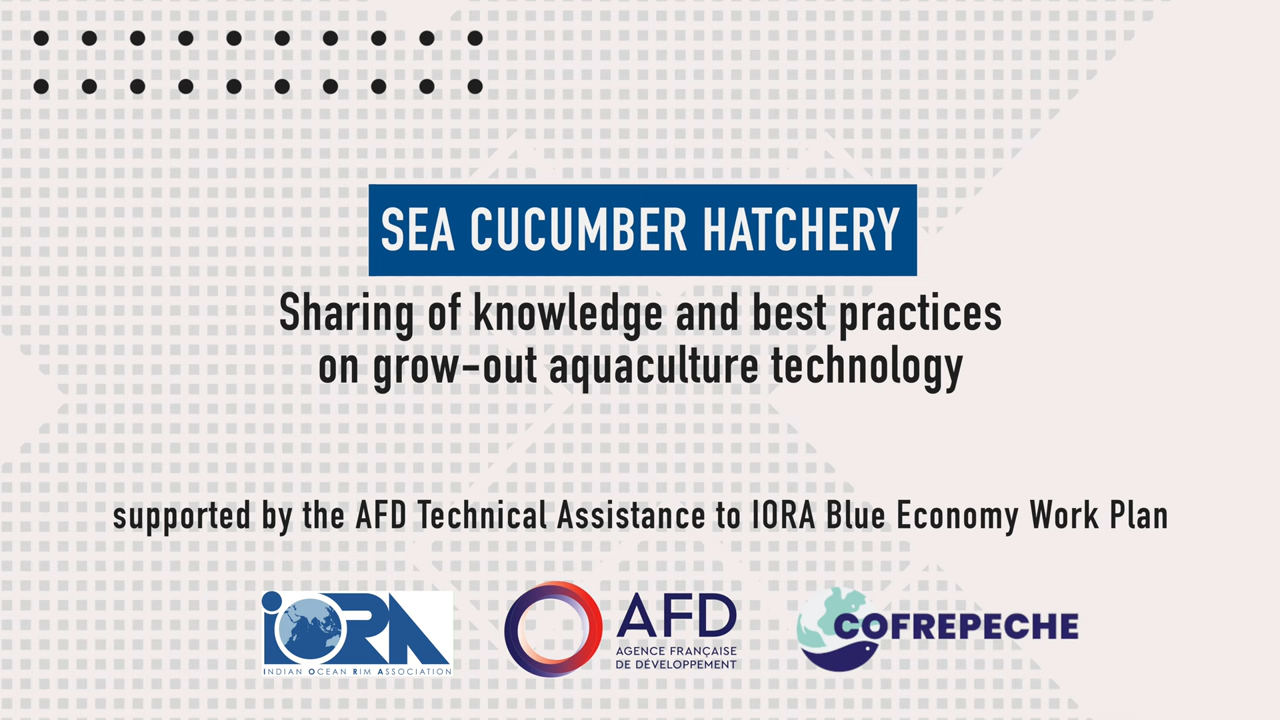 SEA CUCUMBER HATCHERY
Sharing of knowledge and best practices
on grow-out aquaculture technology
supported by the AFD Technical Assistance to IORA Blue Economy Work Plan
iORA
INDIAN OCEAN RIM ASSOCIATION
AFD
AGENCE FRANÇAISE
DE DÉVELOPPEMENT
COFREPECHE